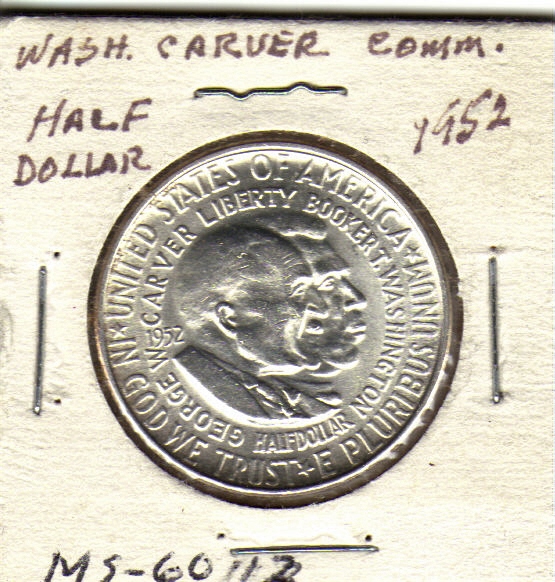 WASH. CARVER COMM.
HALF
DOLLAR
1952
UNITED STATES OF AMERICA ★ E PLURIBUS UNUM ★ IN GOD WE TRUST ★
GEORGE W. CARVER LIBERTY BOOKER T. WASHINGTON
1952
HALF DOLLAR
MS-60